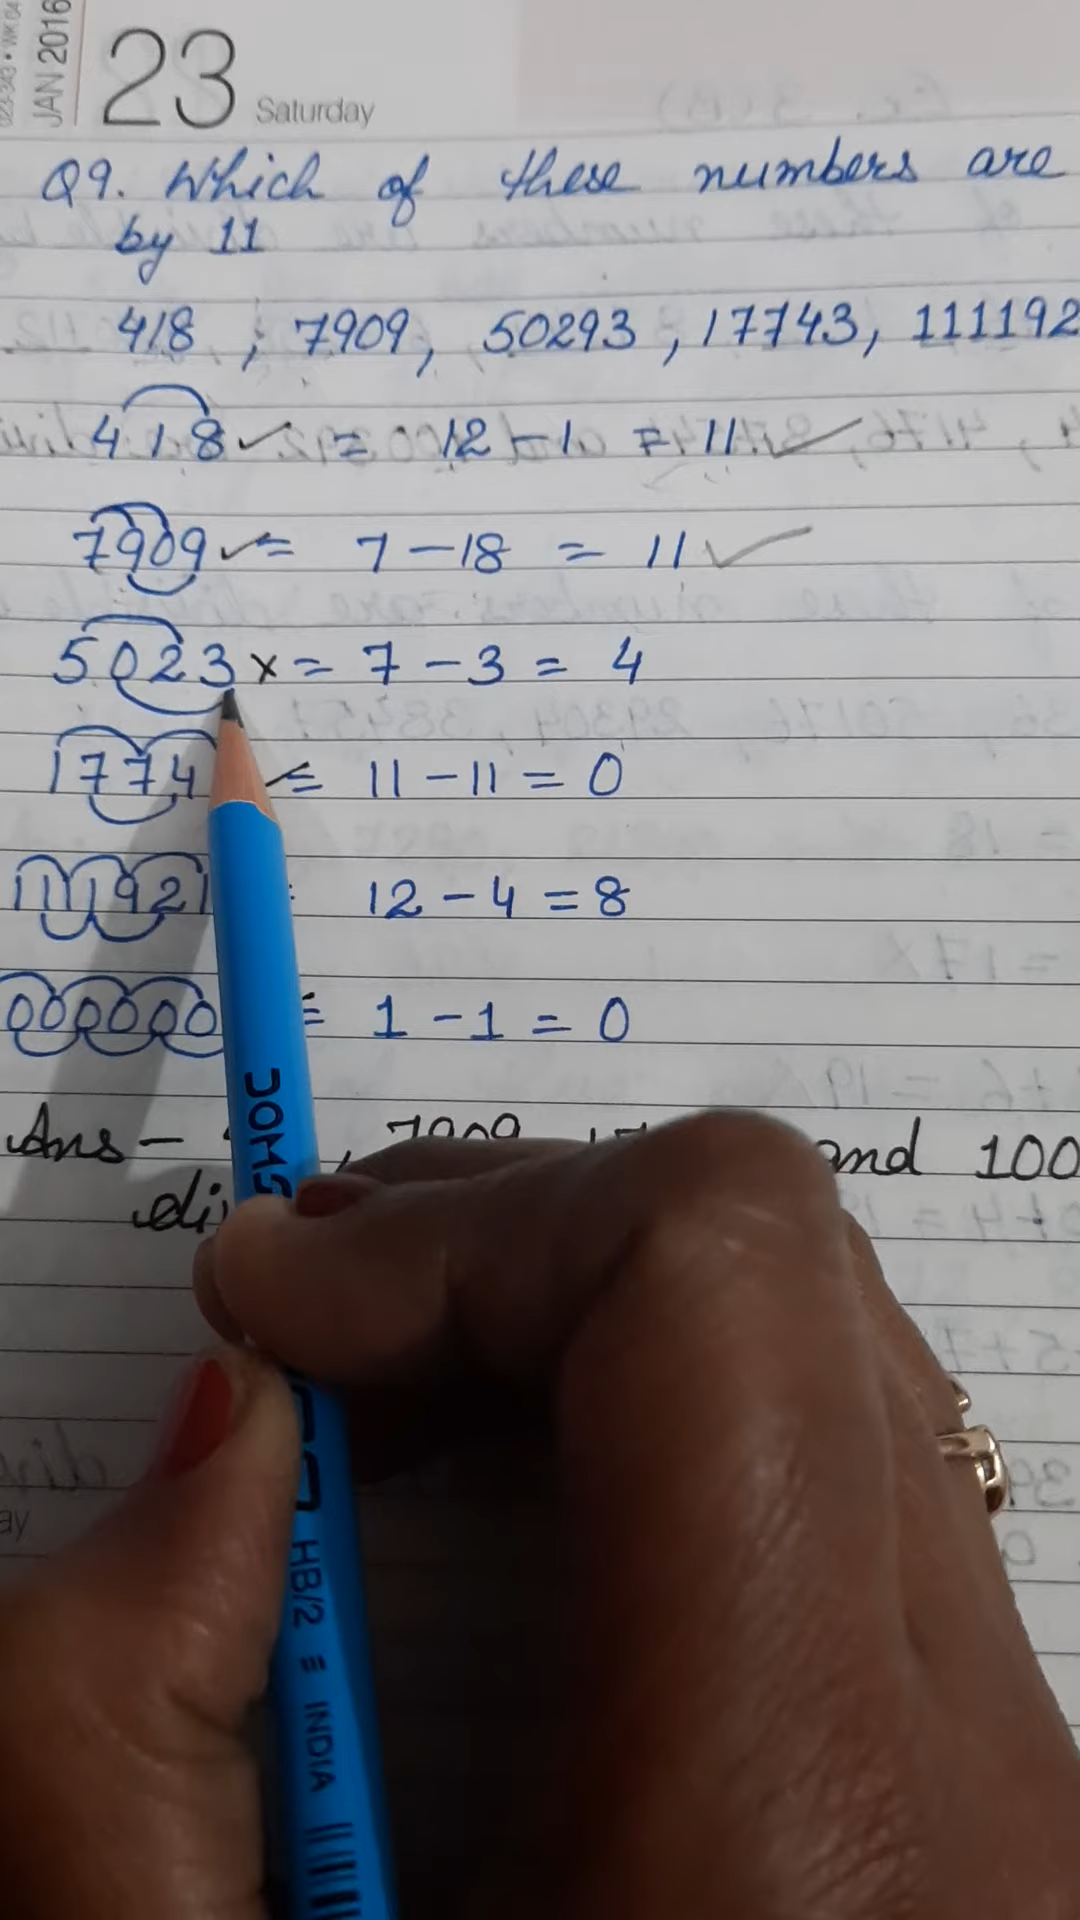 JAN 2016
23 Saturday
Q9. Which of these numbers are
by 11
418 ; 7909, 50293, 17743, 111192
418 ✓ = 12 - 1 = 11 ✓
7909 ✓ = 7 - 18 = 11 ✓
5023 x = 7 - 3 = 4
1774 = 11 - 11 = 0
111921 12 - 4 = 8
000000 = 1 - 1 = 0
Ans - 7909 and 100
DOMS
HB/2 ≡ INDIA